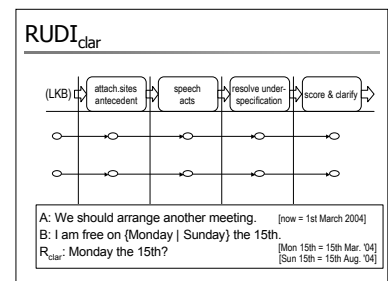 RUDIclar
(LKB)
attach.sites
antecedent
speech
acts
resolve under-
specification
score & clarify
A: We should arrange another meeting. [now = 1st March 2004]
B: I am free on {Monday | Sunday} the 15th.
Rclar: Monday the 15th? [Mon 15th = 15th Mar. '04]
[Sun 15th = 15th Aug. '04]